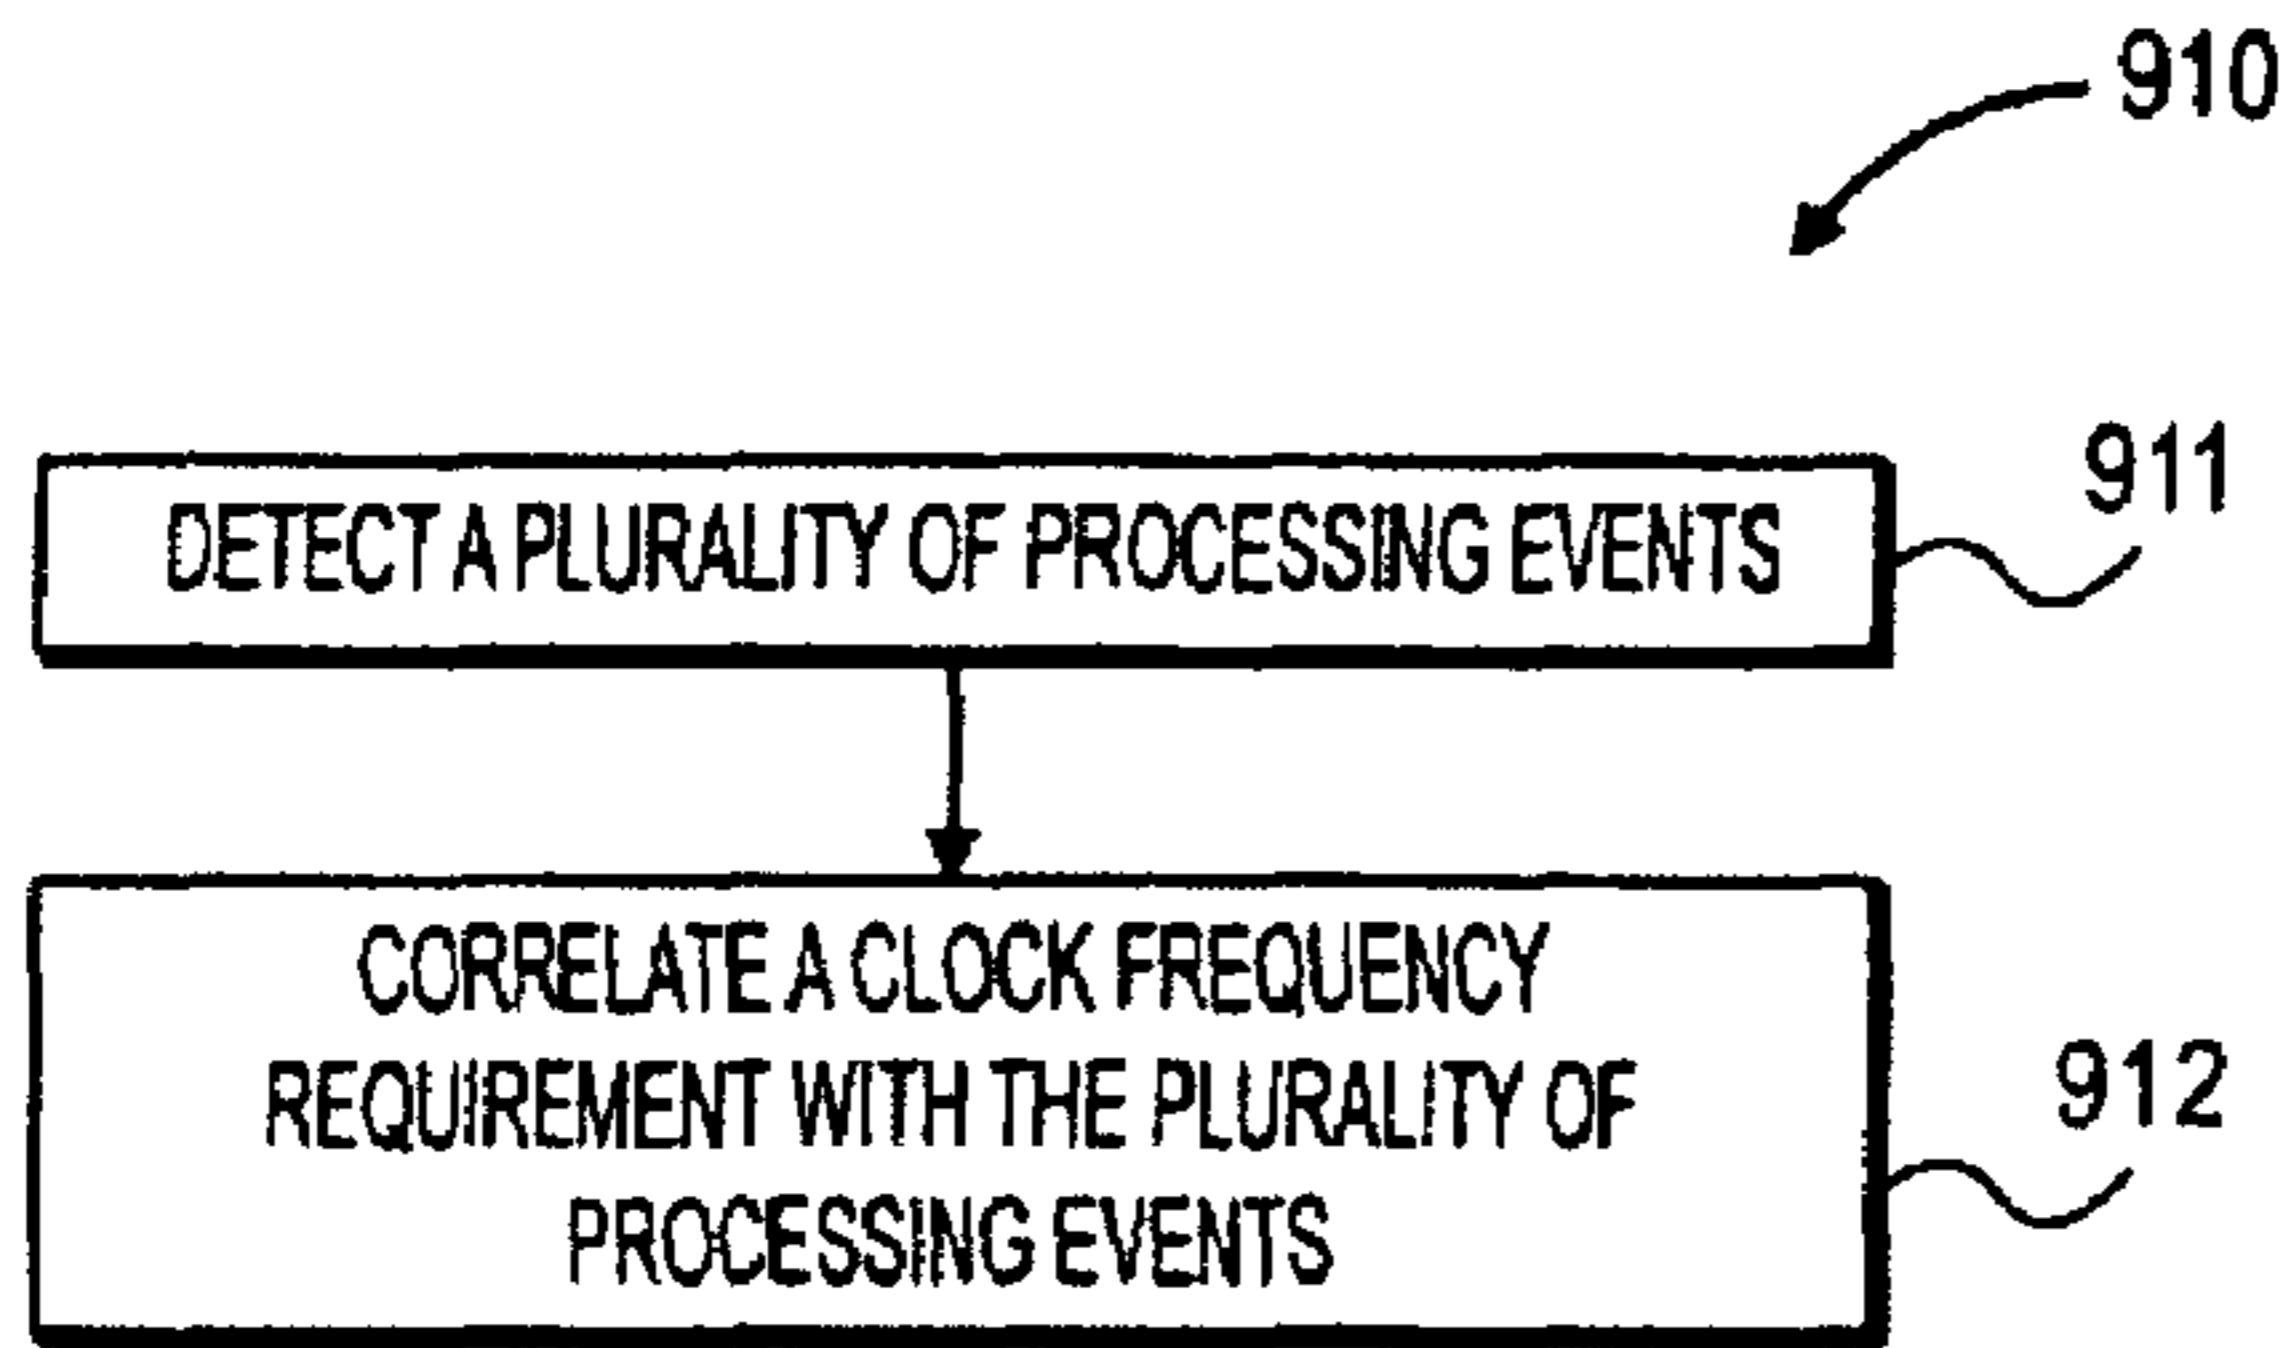 910
DETECT A PLURALITY OF PROCESSING EVENTS
911
CORRELATE A CLOCK FREQUENCY
REQUIREMENT WITH THE PLURALITY OF
PROCESSING EVENTS
912